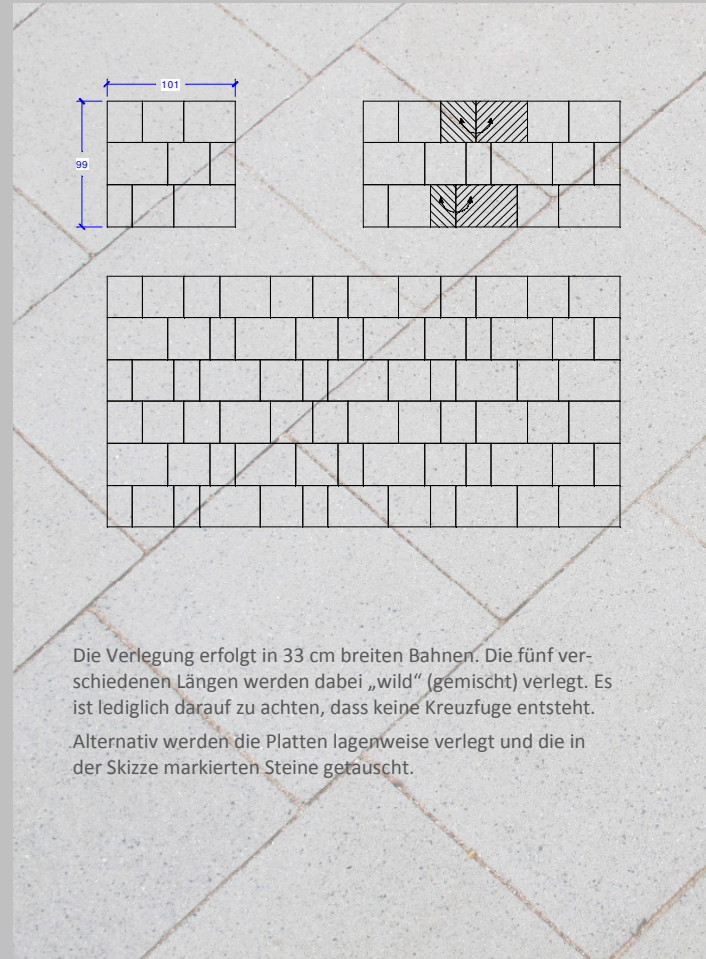 101
99
Die Verlegung erfolgt in 33 cm breiten Bahnen. Die fünf ver-
schiedenen Längen werden dabei „wild“ (gemischt) verlegt. Es
ist lediglich darauf zu achten, dass keine Kreuzfuge entsteht.
Alternativ werden die Platten lagenweise verlegt und die in
der Skizze markierten Steine getauscht.